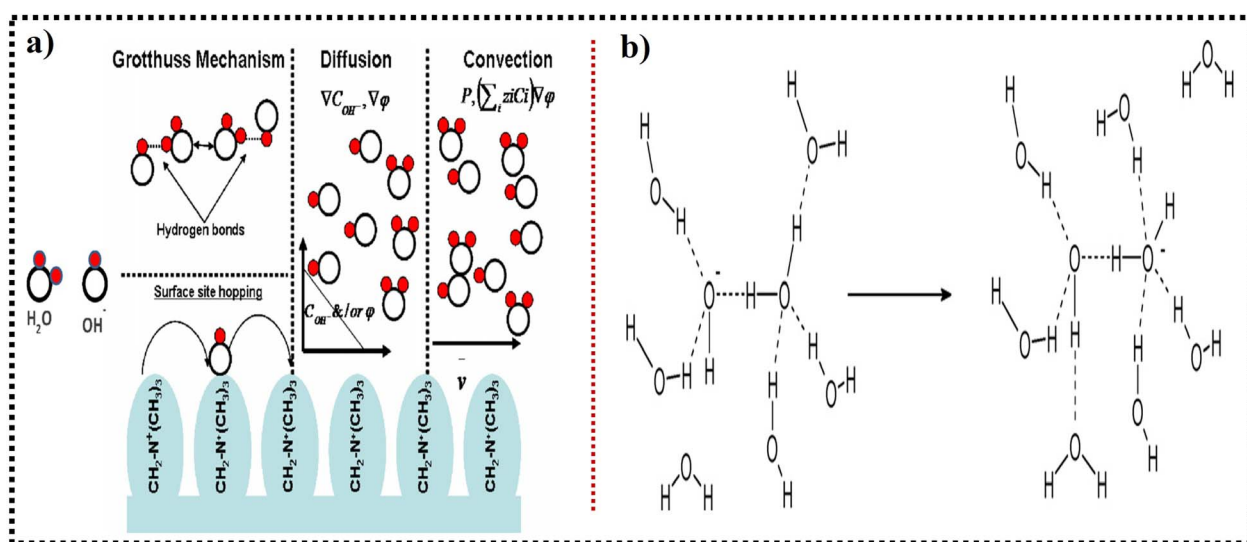 a)
Grotthuss Mechanism
Diffusion
Convection
∇C_OH⁻, ∇φ
P, (∑_i ziCi)∇φ
Hydrogen bonds
Surface site hopping
H₂O
OH⁻
C_OH⁻ &/or φ
v̄
CH₂-N⁺(CH₃)₃
CH₂-N⁺(CH₃)₃
CH₂-N⁺(CH₃)₃
CH₂-N⁺(CH₃)₃
CH₂-N⁺(CH₃)₃
CH₂-N⁺(CH₃)₃
b)
H
O
H
H
O
H
H
O
-
H
O
H
O
H
H
H
O
H
H
O
H
O
H
H
H
O
H
H
O
H
H
O
H
H
O
H
O
H
O
-
H
H
O
H
H
H
O
H
H
O
H
O
H
H